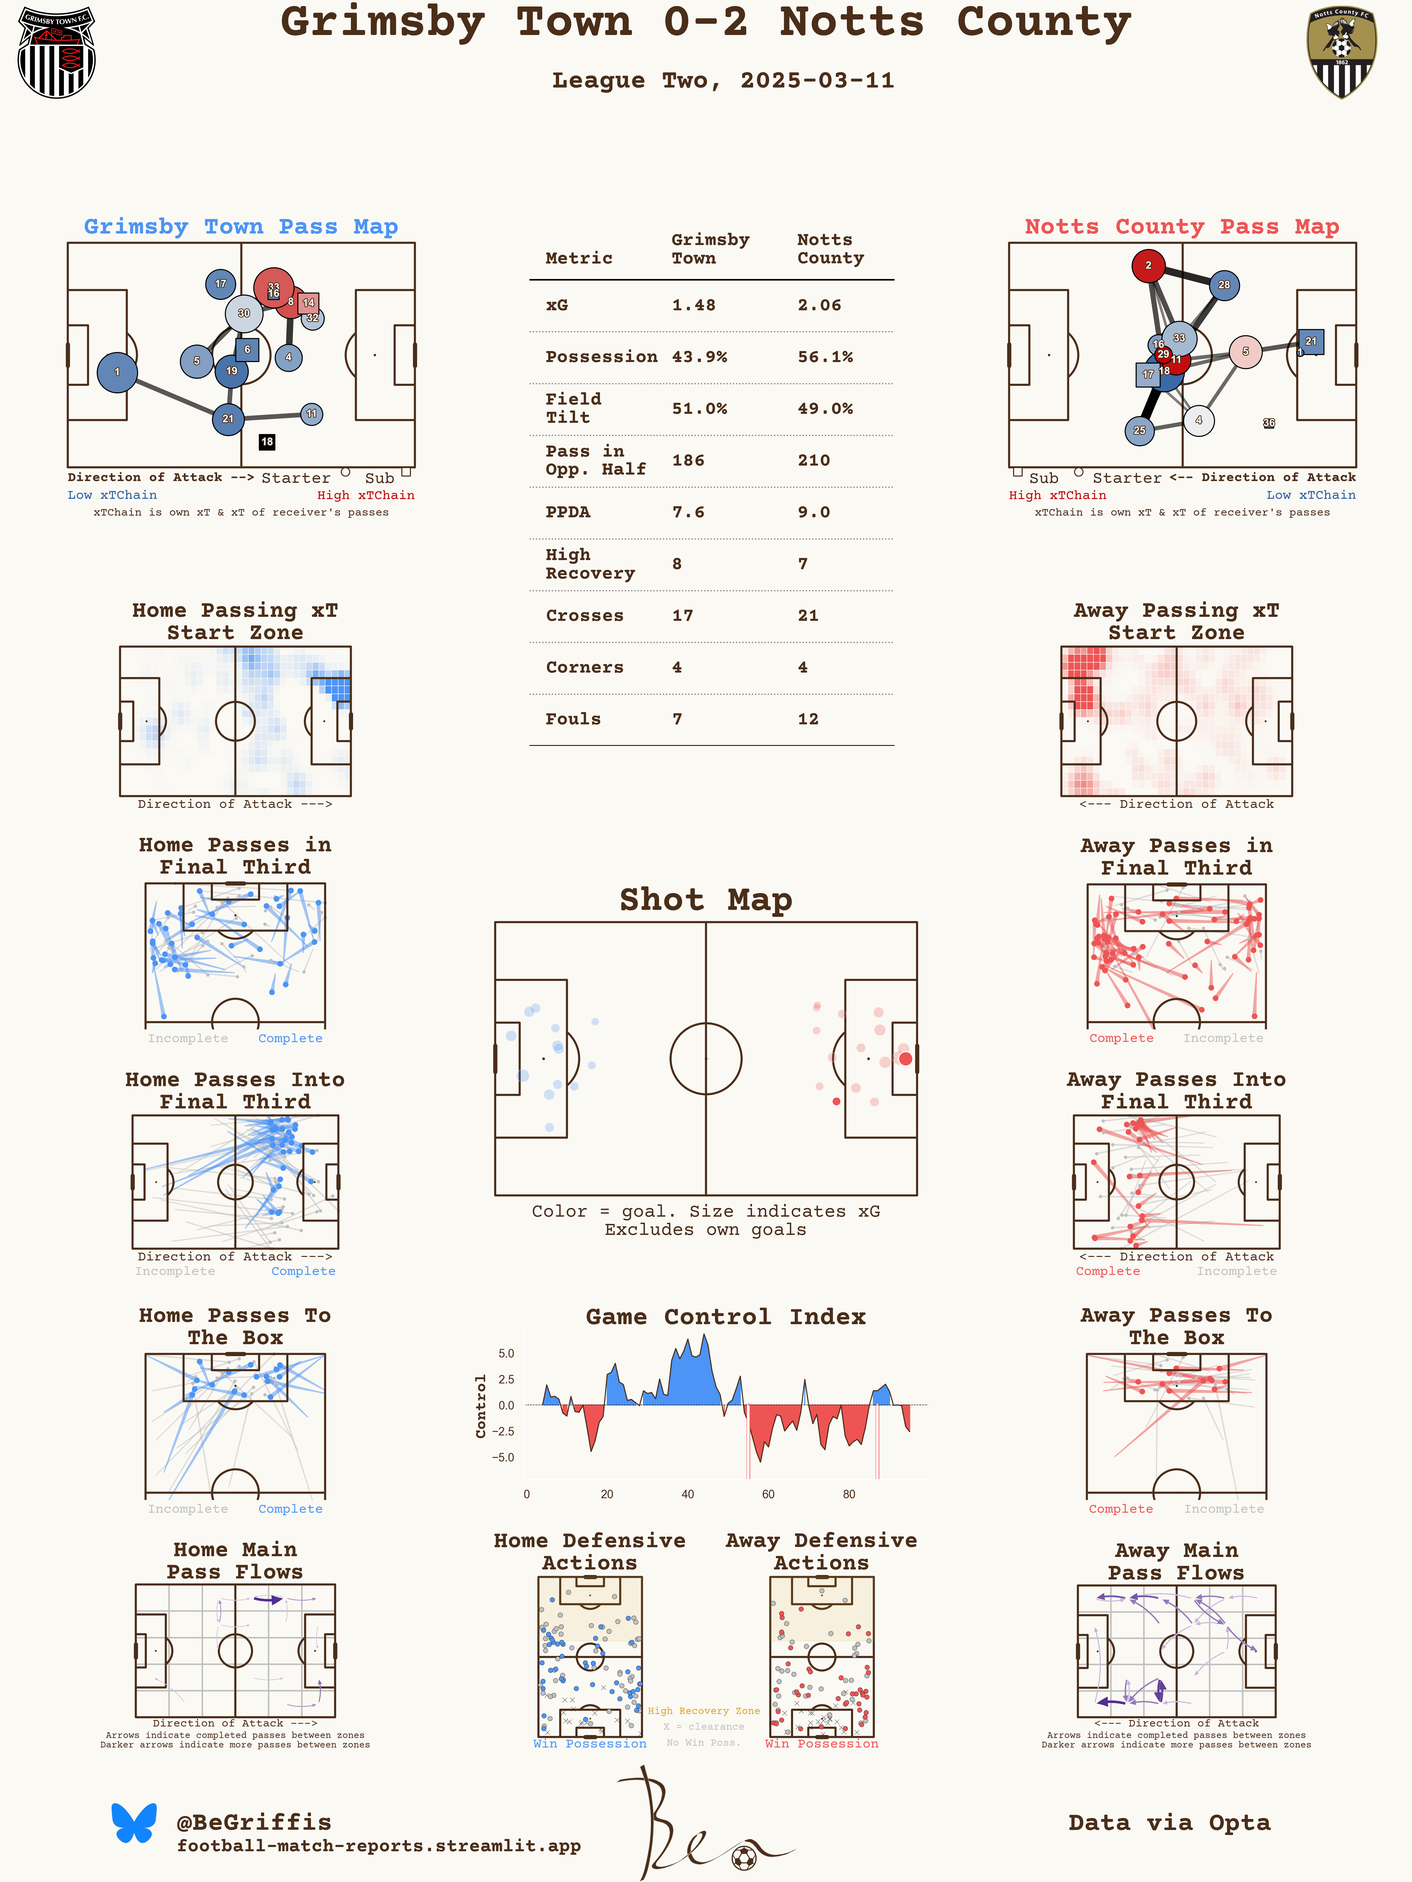 GRIMSBY TOWN F.C.
Grimsby Town 0-2 Notts County
Notts County FC
1862
League Two, 2025-03-11
Grimsby Town Pass Map
17
33
16
8
14
32
30
5
6
4
1
19
21
11
18
Direction of Attack --> Starter Sub
Low xTChain High xTChain
xTChain is own xT & xT of receiver's passes
Metric Grimsby Town Notts County
xG 1.48 2.06
Possession 43.9% 56.1%
Field Tilt 51.0% 49.0%
Pass in Opp. Half 186 210
PPDA 7.6 9.0
High Recovery 8 7
Crosses 17 21
Corners 4 4
Fouls 7 12
Notts County Pass Map
2
28
16
33
29
11
5
21
17
18
25
4
36
Sub Starter <-- Direction of Attack
High xTChain Low xTChain
xTChain is own xT & xT of receiver's passes
Home Passing xT
Start Zone
Direction of Attack --->
Away Passing xT
Start Zone
<--- Direction of Attack
Home Passes in
Final Third
Incomplete Complete
Away Passes in
Final Third
Complete Incomplete
Shot Map
Color = goal. Size indicates xG
Excludes own goals
Home Passes Into
Final Third
Direction of Attack --->
Incomplete Complete
Away Passes Into
Final Third
<--- Direction of Attack
Complete Incomplete
Home Passes To
The Box
Incomplete Complete
Game Control Index
Control
5.0
2.5
0.0
−2.5
−5.0
0 20 40 60 80
Away Passes To
The Box
Complete Incomplete
Home Main
Pass Flows
Direction of Attack --->
Arrows indicate completed passes between zones
Darker arrows indicate more passes between zones
Home Defensive
Actions
Win Possession
Away Defensive
Actions
Win Possession
High Recovery Zone
X = clearance
No Win Poss.
Away Main
Pass Flows
<--- Direction of Attack
Arrows indicate completed passes between zones
Darker arrows indicate more passes between zones
@BeGriffis
football-match-reports.streamlit.app
Ben
Data via Opta